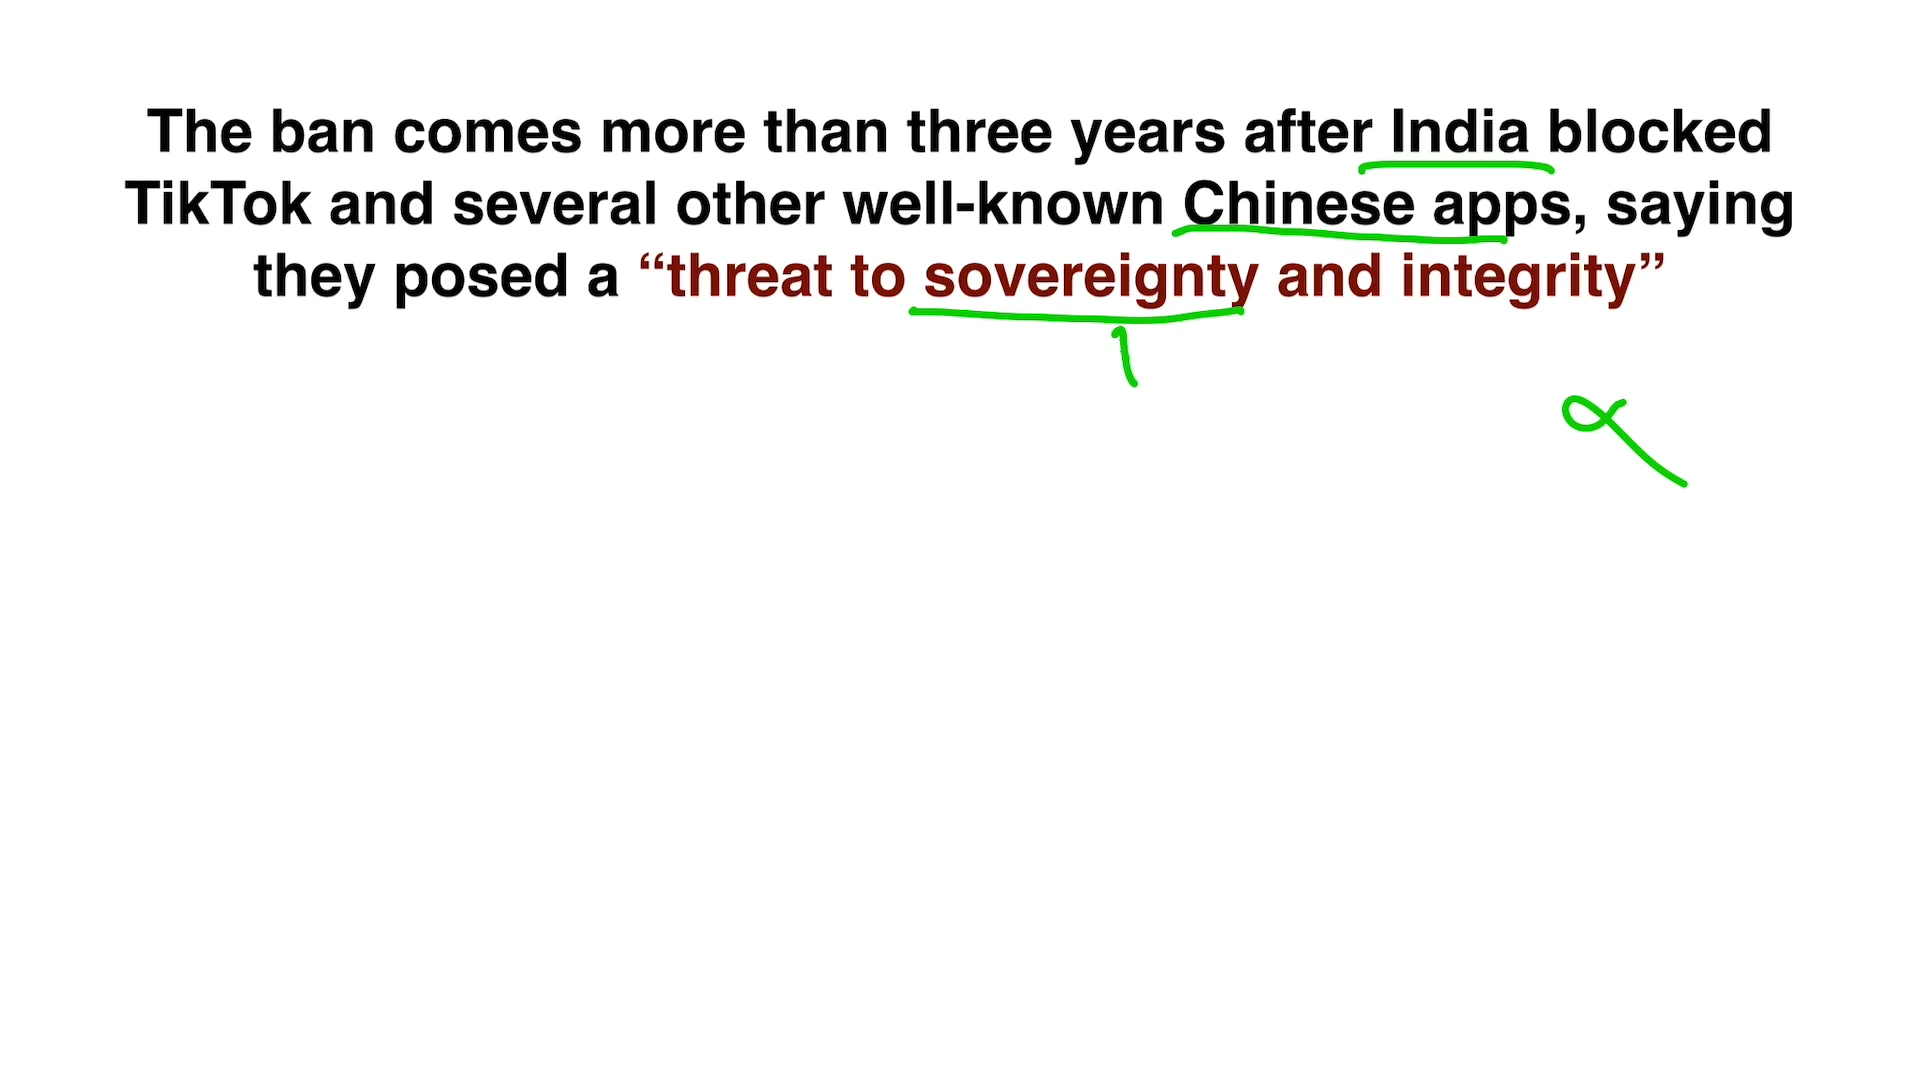 The ban comes more than three years after India blocked
TikTok and several other well-known Chinese apps, saying
they posed a “threat to sovereignty and integrity”